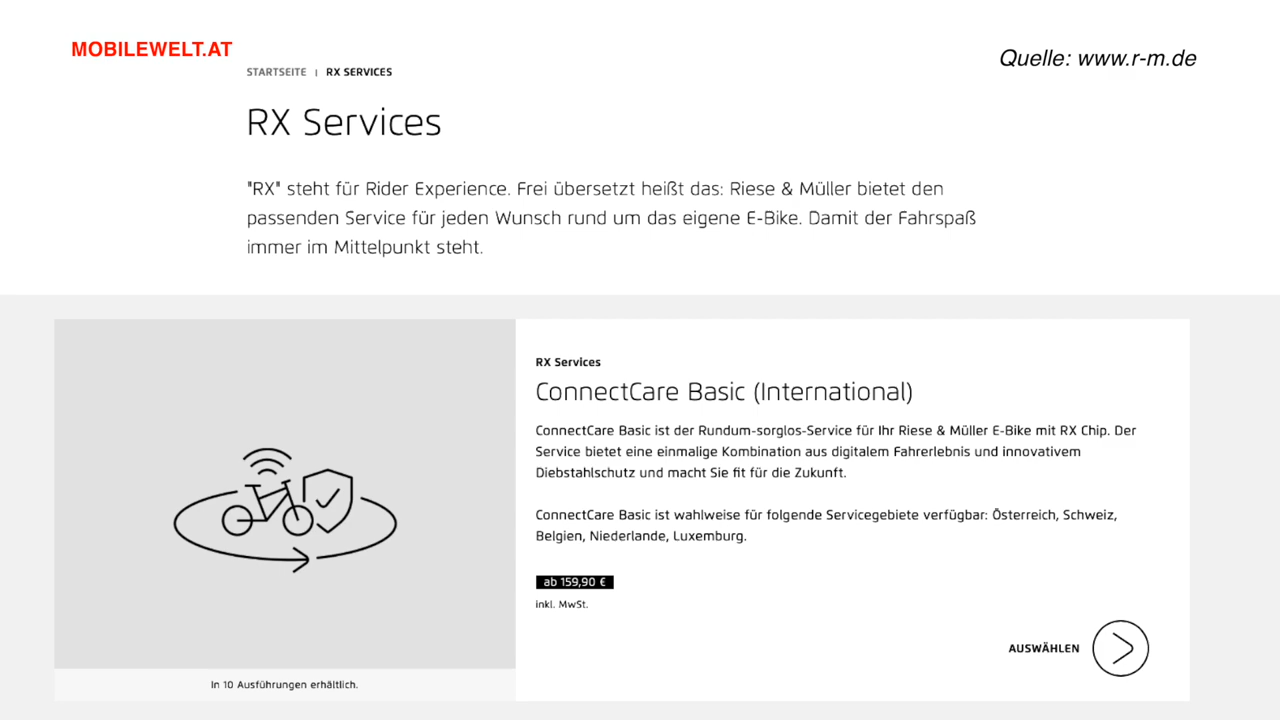 MOBILEWELT.AT
Quelle: www.r-m.de
STARTSEITE | RX SERVICES
RX Services
"RX" steht für Rider Experience. Frei übersetzt heißt das: Riese & Müller bietet den
passenden Service für jeden Wunsch rund um das eigene E-Bike. Damit der Fahrspaß
immer im Mittelpunkt steht.
RX Services
ConnectCare Basic (International)
ConnectCare Basic ist der Rundum-sorglos-Service für Ihr Riese & Müller E-Bike mit RX Chip. Der
Service bietet eine einmalige Kombination aus digitalem Fahrerlebnis und innovativem
Diebstahlschutz und macht Sie fit für die Zukunft.
ConnectCare Basic ist wahlweise für folgende Servicegebiete verfügbar: Österreich, Schweiz,
Belgien, Niederlande, Luxemburg.
ab 159,90 €
inkl. MwSt.
AUSWÄHLEN
In 10 Ausführungen erhältlich.